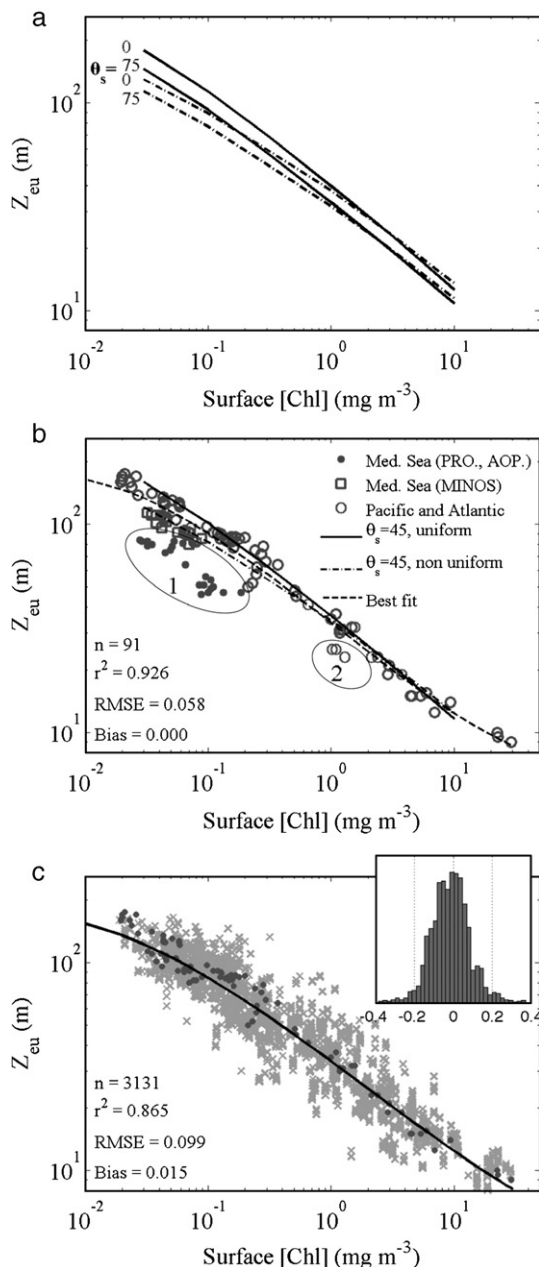 a
0
θs = 75
0
75
10^2
10^1
Zeu (m)
10^-2 10^-1 10^0 10^1
Surface [Chl] (mg m^-3)
b
Med. Sea (PRO., AOP.)
Med. Sea (MINOS)
Pacific and Atlantic
θs=45, uniform
θs=45, non uniform
Best fit
1
2
n = 91
r^2 = 0.926
RMSE = 0.058
Bias = 0.000
10^2
10^1
Zeu (m)
10^-2 10^-1 10^0 10^1
Surface [Chl] (mg m^-3)
c
-0.4 -0.2 0 0.2 0.4
n = 3131
r^2 = 0.865
RMSE = 0.099
Bias = 0.015
10^2
10^1
Zeu (m)
10^-2 10^-1 10^0 10^1
Surface [Chl] (mg m^-3)